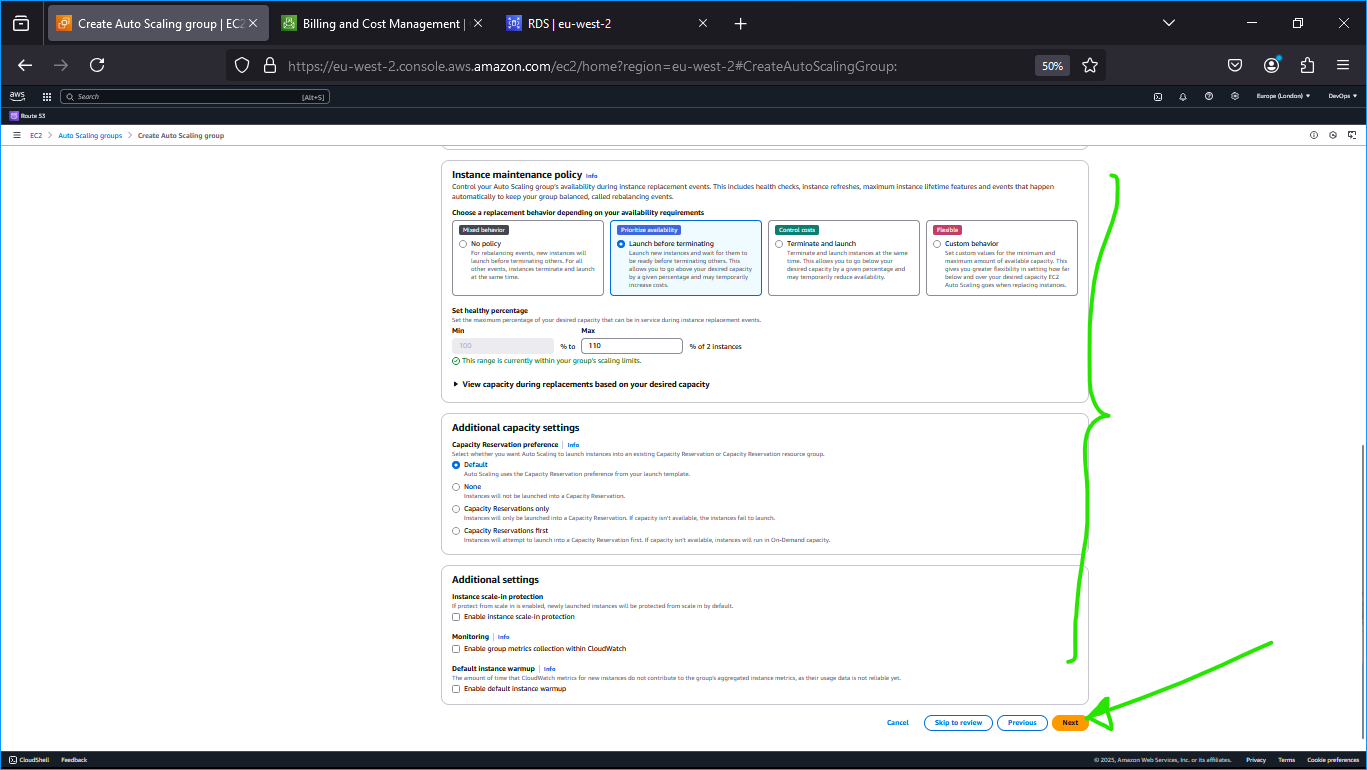 Create Auto Scaling group | EC2
Billing and Cost Management |
RDS | eu-west-2
https://eu-west-2.console.aws.amazon.com/ec2/home?region=eu-west-2#CreateAutoScalingGroup:
50%
aws
Search
[Alt+S]
Europe (London)
DevOps
Route 53
EC2
Auto Scaling groups
Create Auto Scaling group
Instance maintenance policy Info
Control your Auto Scaling group's availability during instance replacement events. This includes health checks, instance refreshes, maximum instance lifetime features and events that happen
automatically to keep your group balanced, called rebalancing events.
Choose a replacement behavior depending on your availability requirements
Mixed behavior
No policy
For rebalancing events, new instances will
launch before terminating others. For all
other events, instances terminate and launch
at the same time.
Prioritize availability
Launch before terminating
Launch new instances and wait for them to
be ready before terminating others. This
allows you to go above your desired capacity
by a given percentage and may temporarily
increase costs.
Control costs
Terminate and launch
Terminate and launch instances at the same
time. This allows you to go below your
desired capacity by a given percentage and
may temporarily reduce availability.
Flexible
Custom behavior
Set custom values for the minimum and
maximum amount of available capacity. This
gives you greater flexibility in setting how far
below and over your desired capacity EC2
Auto Scaling goes when replacing instances.
Set healthy percentage
Set the maximum percentage of your desired capacity that can be in service during instance replacement events.
Min
Max
100
% to
110
% of 2 instances
This range is currently within your group's scaling limits.
View capacity during replacements based on your desired capacity
Additional capacity settings
Capacity Reservation preference | Info
Select whether you want Auto Scaling to launch instances into an existing Capacity Reservation or Capacity Reservation resource group.
Default
Auto Scaling uses the Capacity Reservation preference from your launch template.
None
Instances will not be launched into a Capacity Reservation.
Capacity Reservations only
Instances will only be launched into a Capacity Reservation. If capacity isn't available, the instances fail to launch.
Capacity Reservations first
Instances will attempt to launch into a Capacity Reservation first. If capacity isn't available, instances will run in On-Demand capacity.
Additional settings
Instance scale-in protection
If protect from scale in is enabled, newly launched instances will be protected from scale in by default.
Enable instance scale-in protection
Monitoring | Info
Enable group metrics collection within CloudWatch
Default instance warmup | Info
The amount of time that CloudWatch metrics for new instances do not contribute to the group's aggregated instance metrics, as their usage data is not reliable yet.
Enable default instance warmup
Cancel
Skip to review
Previous
Next
CloudShell
Feedback
© 2025, Amazon Web Services, Inc. or its affiliates.
Privacy
Terms
Cookie preferences